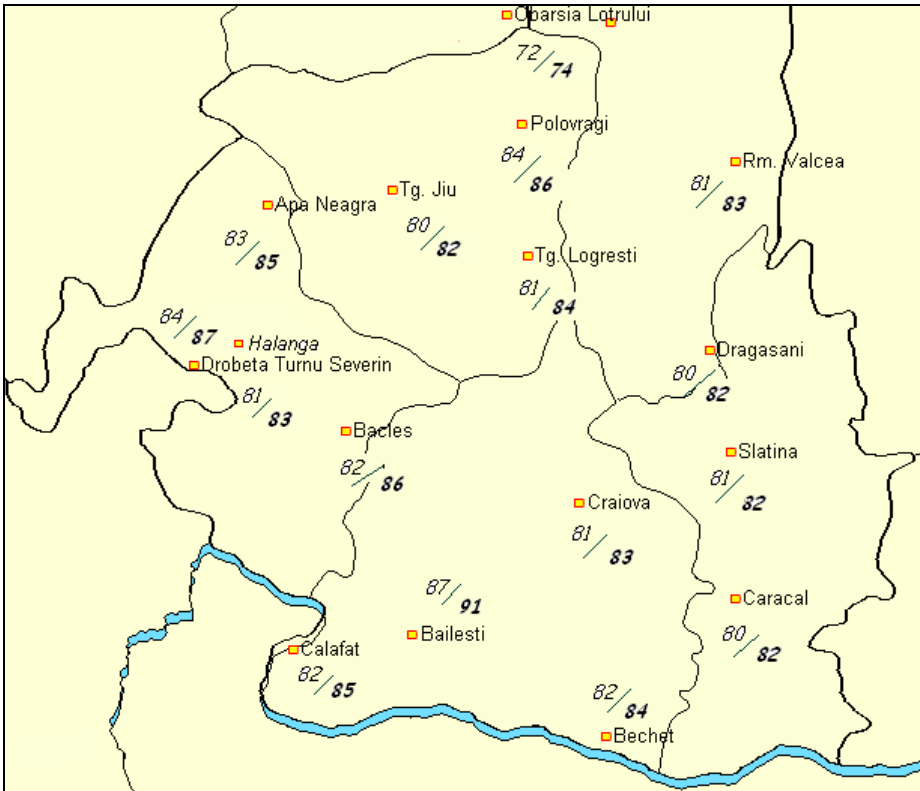 Obarsia Lotrului
72/74
Polovragi
84/86
Rm. Valcea
81/83
Tg. Jiu
80/82
Apa Neagra
83/85
Tg. Logresti
81/84
84/87
Halanga
Drobeta Turnu Severin
81/83
Dragasani
80/82
Bacles
82/86
Slatina
81/82
Craiova
81/83
87/91
Bailesti
Caracal
80/82
Calafat
82/85
82/84
Bechet